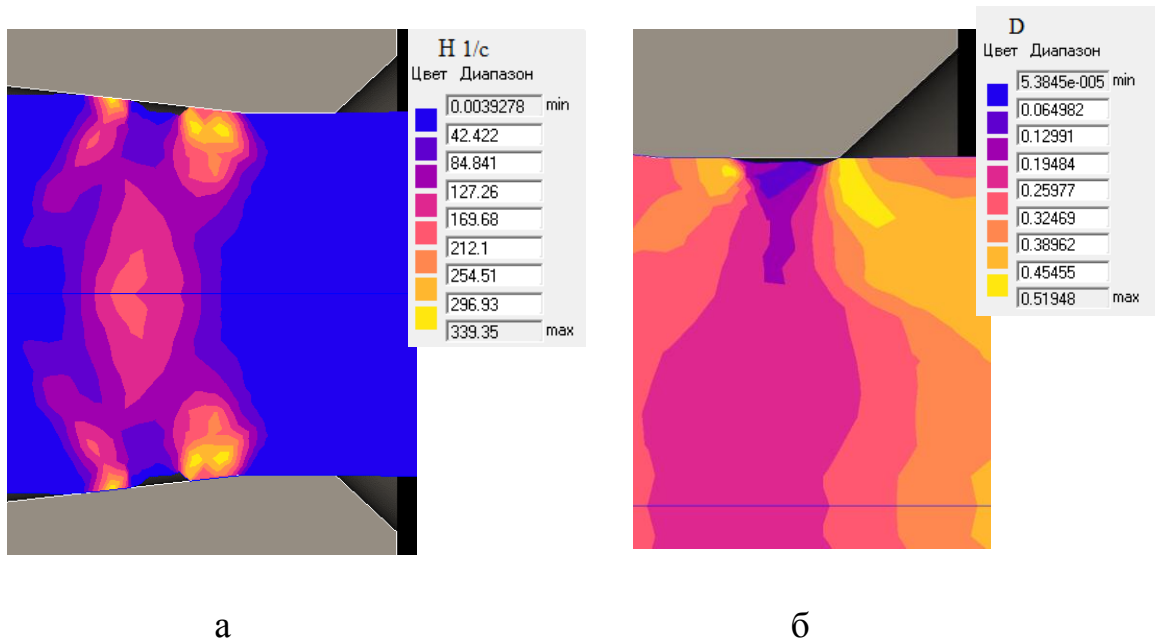 H 1/c
Цвет Диапазон
0.0039278 min
42.422
84.841
127.26
169.68
212.1
254.51
296.93
339.35 max
D
Цвет Диапазон
5.3845e-005 min
0.064982
0.12991
0.19484
0.25977
0.32469
0.38962
0.45455
0.51948 max
а
б